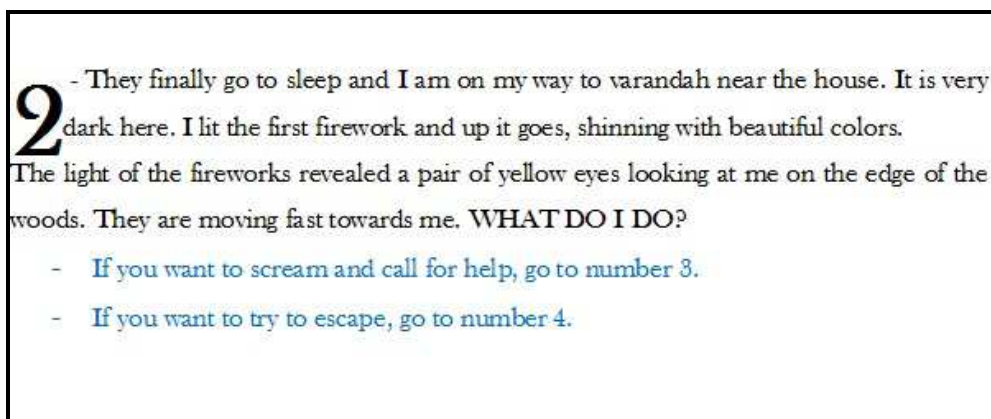 2 - They finally go to sleep and I am on my way to varandah near the house. It is very
dark here. I lit the first firework and up it goes, shinning with beautiful colors.
The light of the fireworks revealed a pair of yellow eyes looking at me on the edge of the
woods. They are moving fast towards me. WHAT DO I DO?
- If you want to scream and call for help, go to number 3.
- If you want to try to escape, go to number 4.